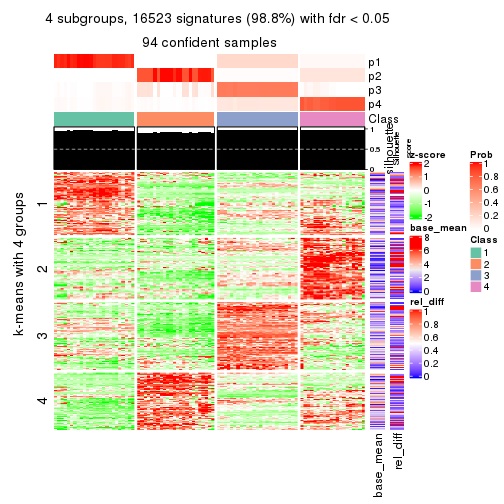 4 subgroups, 16523 signatures (98.8%) with fdr < 0.05
94 confident samples
p1
p2
p3
p4
Class
1
0.5
0
silhouette
Silhouette
score
k-means with 4 groups
1
2
3
4
base_mean
rel_diff
z-score
2
1
0
-1
-2
base_mean
8
6
4
2
0
rel_diff
1
0.8
0.6
0.4
0.2
0
Prob
1
0.8
0.6
0.4
0.2
0
Class
1
2
3
4